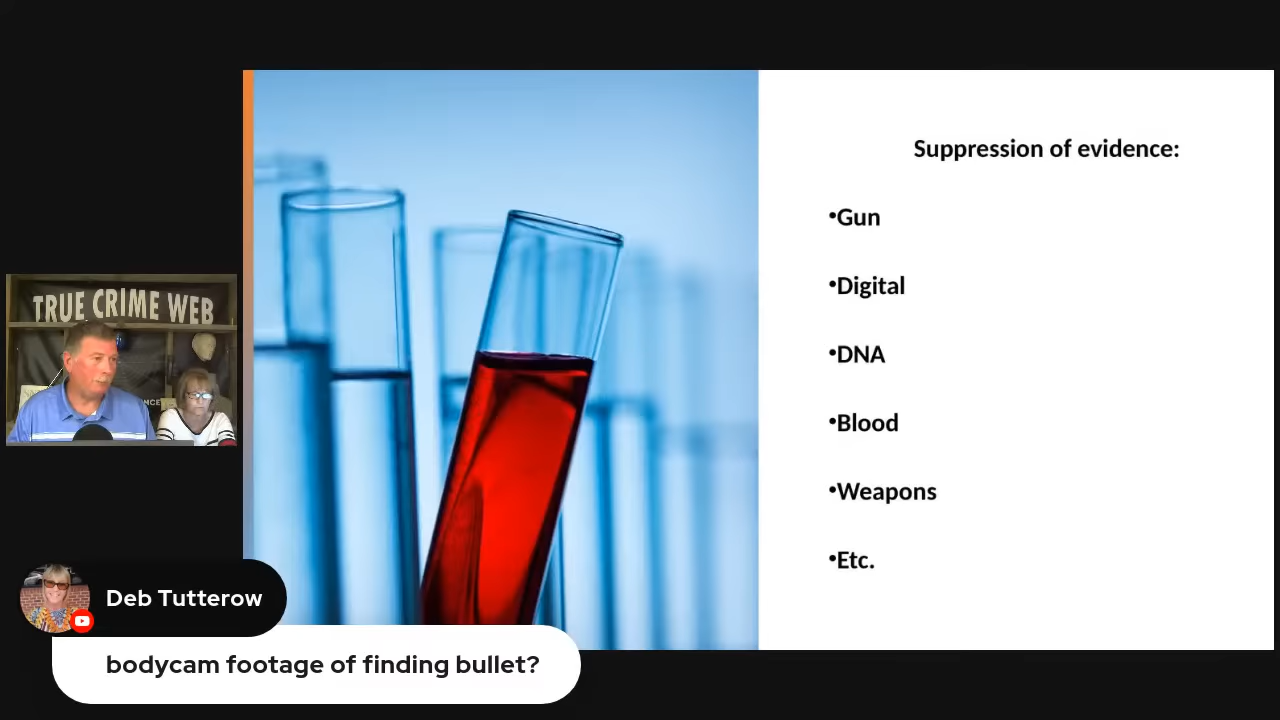 Suppression of evidence:
•Gun
•Digital
•DNA
•Blood
•Weapons
•Etc.
TRUE CRIME WEB
Deb Tutterow
bodycam footage of finding bullet?